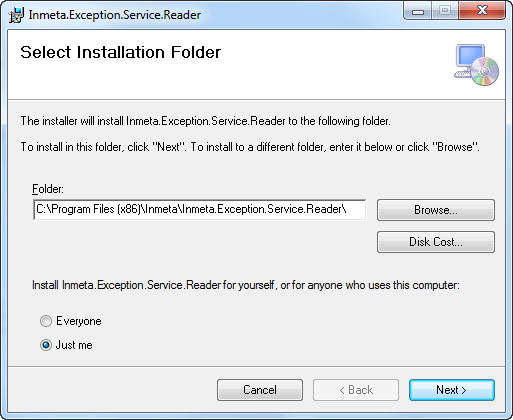 Inmeta.Exception.Service.Reader
Select Installation Folder
The installer will install Inmeta.Exception.Service.Reader to the following folder.
To install in this folder, click "Next". To install to a different folder, enter it below or click "Browse".
Folder:
C:\Program Files (x86)\Inmeta\Inmeta.Exception.Service.Reader\
Browse...
Disk Cost...
Install Inmeta.Exception.Service.Reader for yourself, or for anyone who uses this computer:
Everyone
Just me
Cancel
< Back
Next >